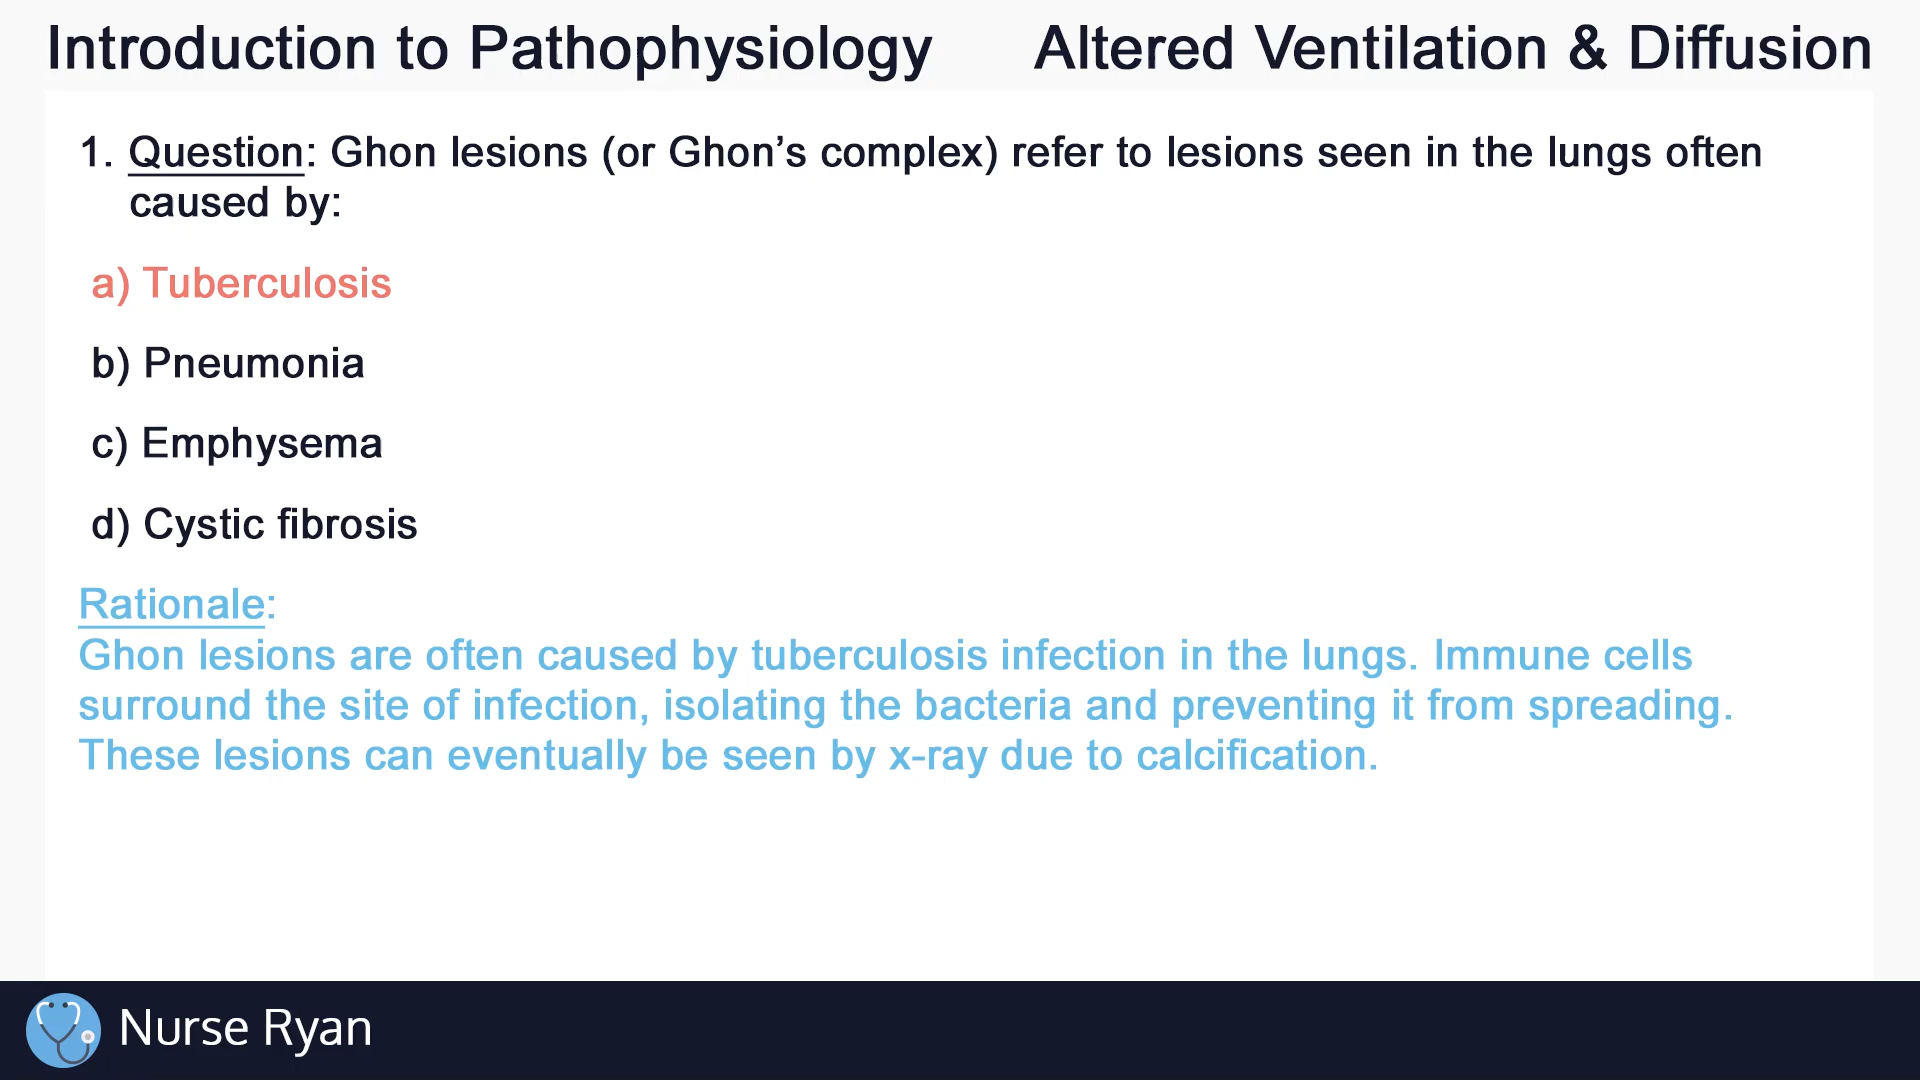 Introduction to Pathophysiology Altered Ventilation & Diffusion
1. Question: Ghon lesions (or Ghon’s complex) refer to lesions seen in the lungs often
caused by:
a) Tuberculosis
b) Pneumonia
c) Emphysema
d) Cystic fibrosis
Rationale:
Ghon lesions are often caused by tuberculosis infection in the lungs. Immune cells
surround the site of infection, isolating the bacteria and preventing it from spreading.
These lesions can eventually be seen by x-ray due to calcification.
Nurse Ryan